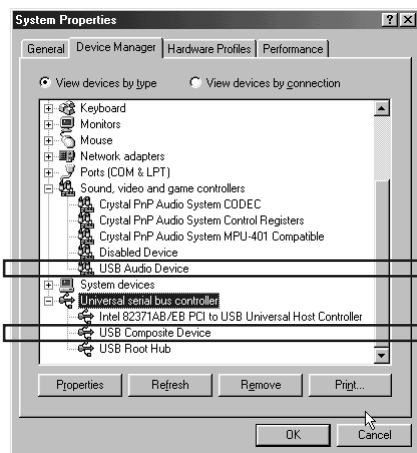 System Properties
General Device Manager Hardware Profiles Performance
View devices by type View devices by connection
Keyboard
Monitors
Mouse
Network adapters
Ports (COM & LPT)
Sound, video and game controllers
Crystal PnP Audio System CODEC
Crystal PnP Audio System Control Registers
Crystal PnP Audio System MPU-401 Compatible
Disabled Device
USB Audio Device
System devices
Universal serial bus controller
Intel 82371AB/EB PCI to USB Universal Host Controller
USB Composite Device
USB Root Hub
Properties Refresh Remove Print...
OK Cancel